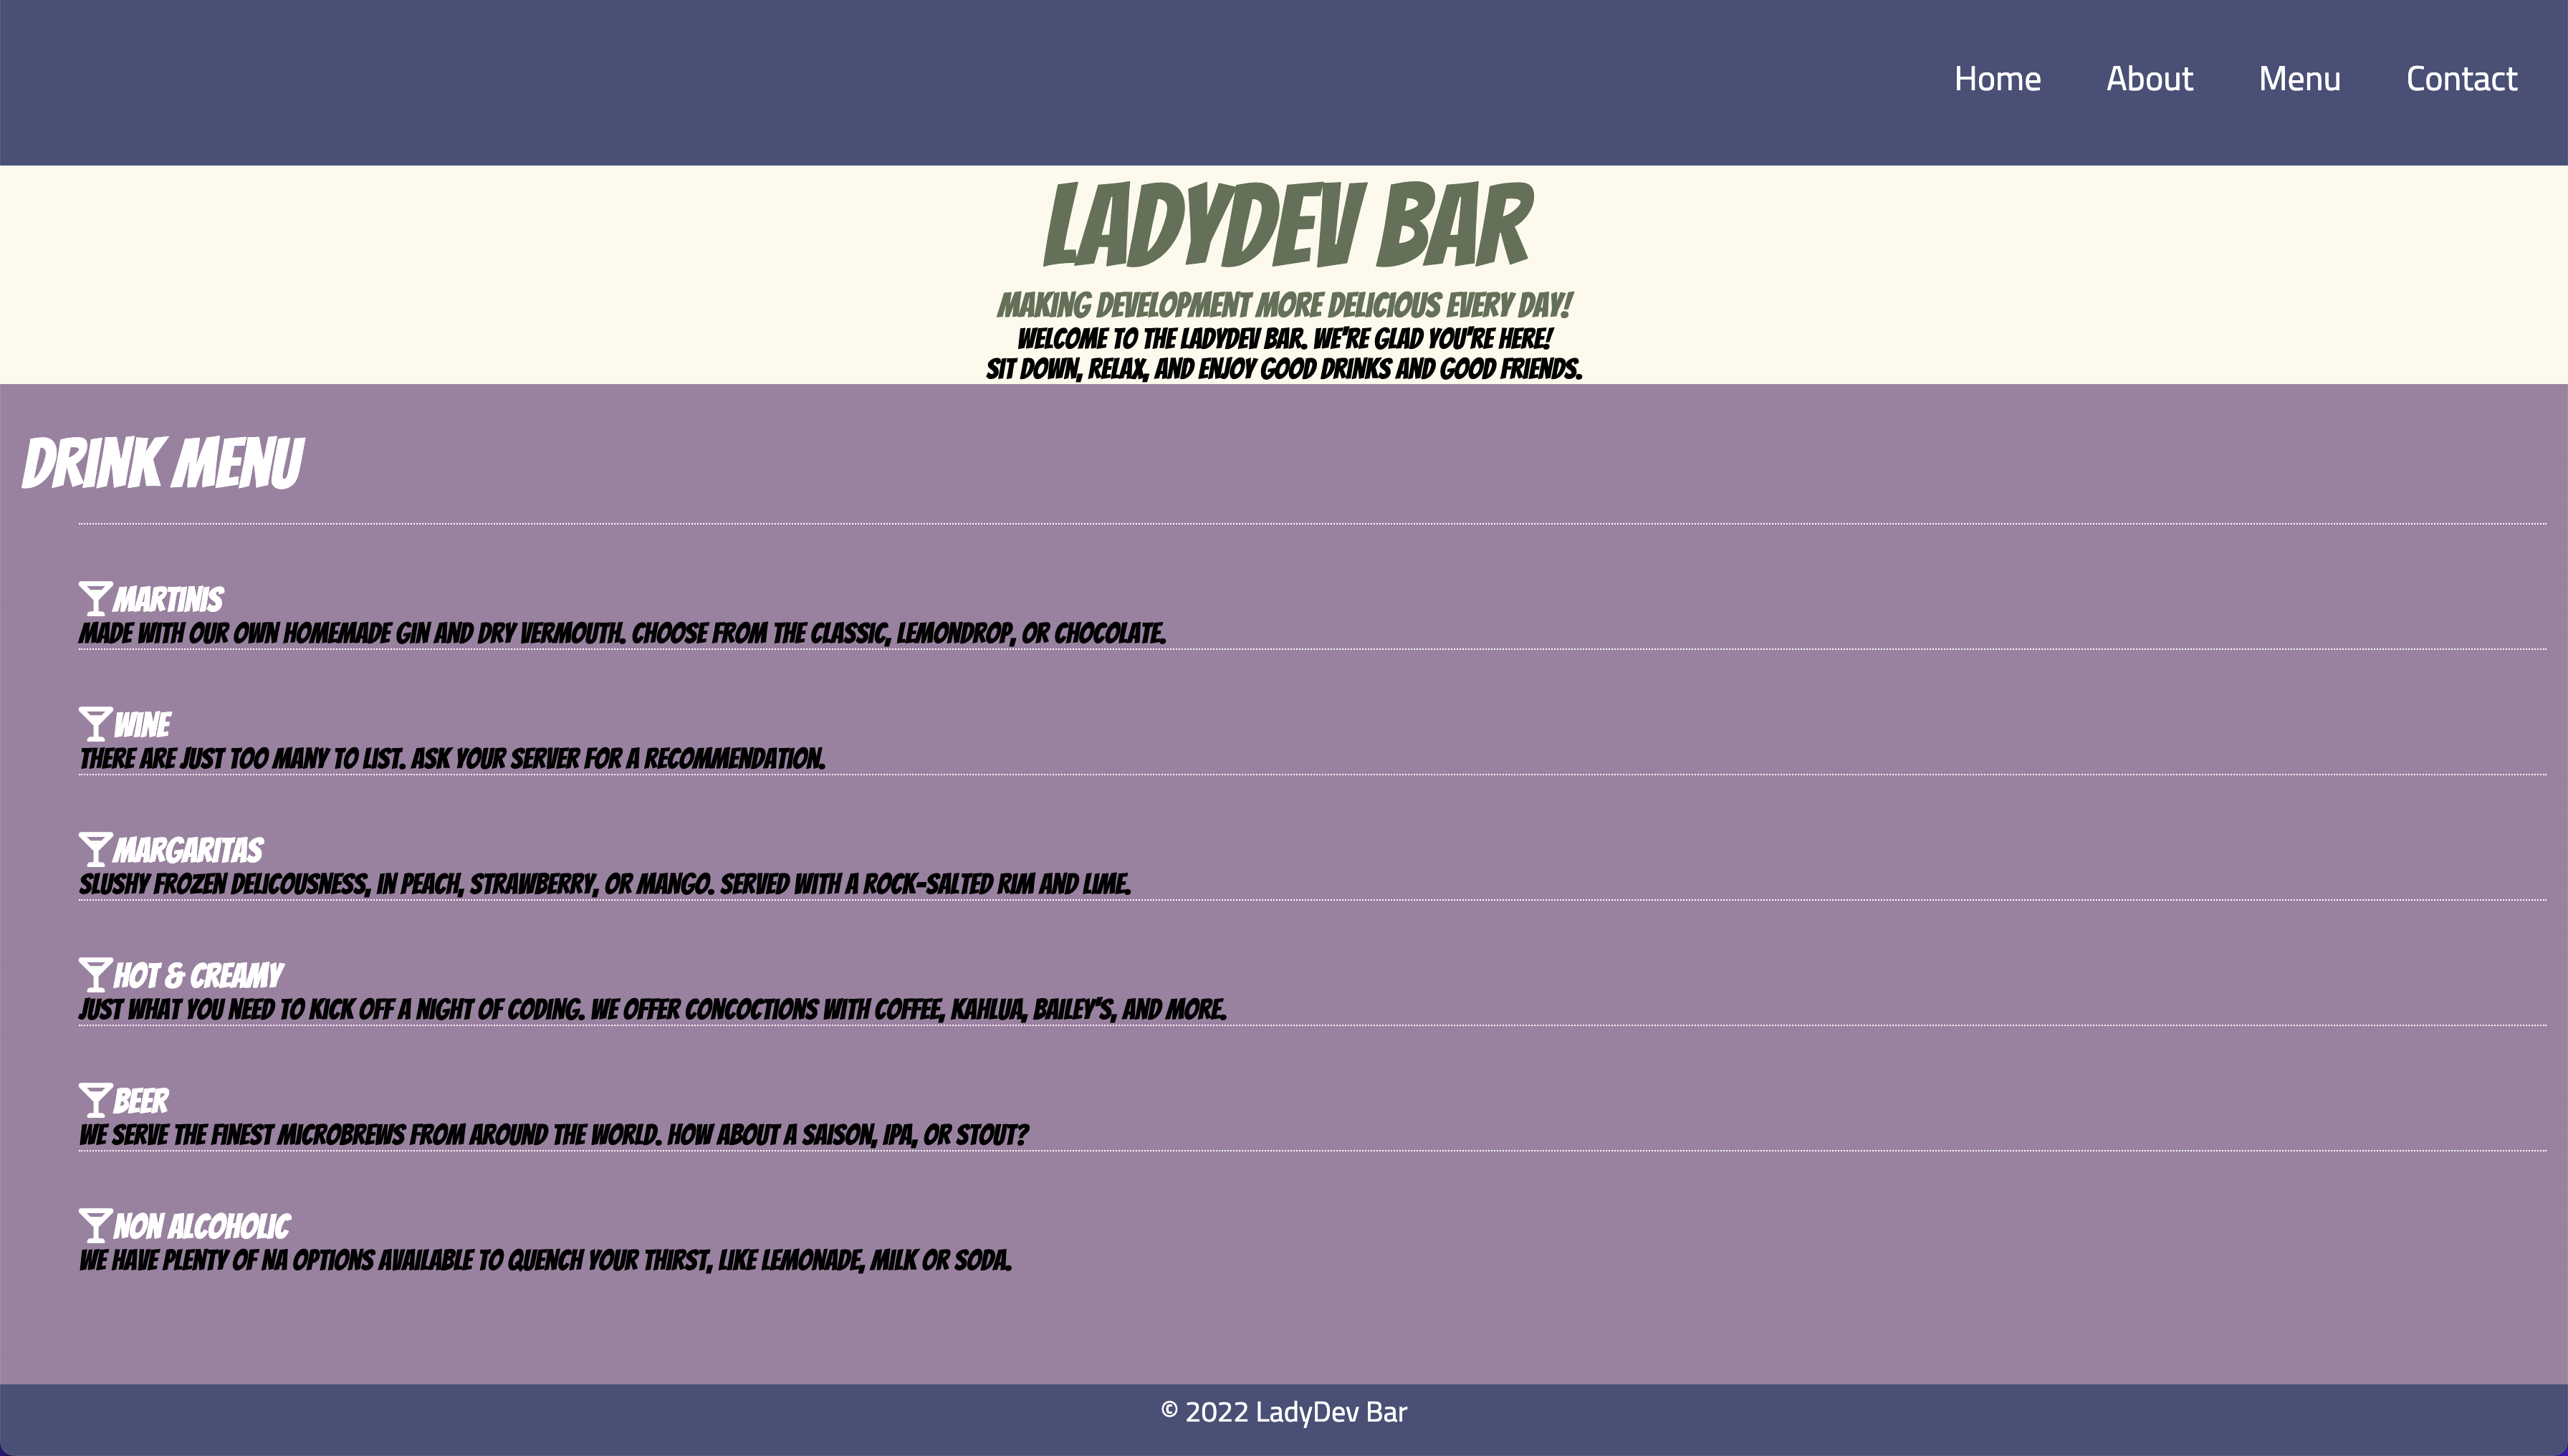 Home About Menu Contact
LADYDEV BAR
MAKING DEVELOPMENT MORE DELICIOUS EVERY DAY!
WELCOME TO THE LADYDEV BAR. WE'RE GLAD YOU'RE HERE!
SIT DOWN, RELAX, AND ENJOY GOOD DRINKS AND GOOD FRIENDS.
DRINK MENU
MARTINIS
MADE WITH OUR OWN HOMEMADE GIN AND DRY VERMOUTH. CHOOSE FROM THE CLASSIC, LEMONDROP, OR CHOCOLATE.
WINE
THERE ARE JUST TOO MANY TO LIST. ASK YOUR SERVER FOR A RECOMMENDATION.
MARGARITAS
SLUSHY FROZEN DELICOUSNESS, IN PEACH, STRAWBERRY, OR MANGO. SERVED WITH A ROCK-SALTED RIM AND LIME.
HOT & CREAMY
JUST WHAT YOU NEED TO KICK OFF A NIGHT OF CODING. WE OFFER CONCOCTIONS WITH COFFEE, KAHLUA, BAILEY'S, AND MORE.
BEER
WE SERVE THE FINEST MICROBREWS FROM AROUND THE WORLD. HOW ABOUT A SAISON, IPA, OR STOUT?
NON ALCOHOLIC
WE HAVE PLENTY OF NA OPTIONS AVAILABLE TO QUENCH YOUR THIRST, LIKE LEMONADE, MILK OR SODA.
© 2022 LadyDev Bar